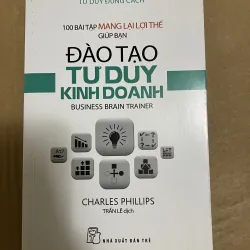 TƯ DUY ĐÚNG CÁCH
100 BÀI TẬP MANG LẠI LỢI THẾ
GIÚP BẠN
ĐÀO TẠO
TƯ DUY
KINH DOANH
BUSINESS BRAIN TRAINER
CHARLES PHILLIPS
TRẦN LÊ dịch
NHÀ XUẤT BẢN TRẺ